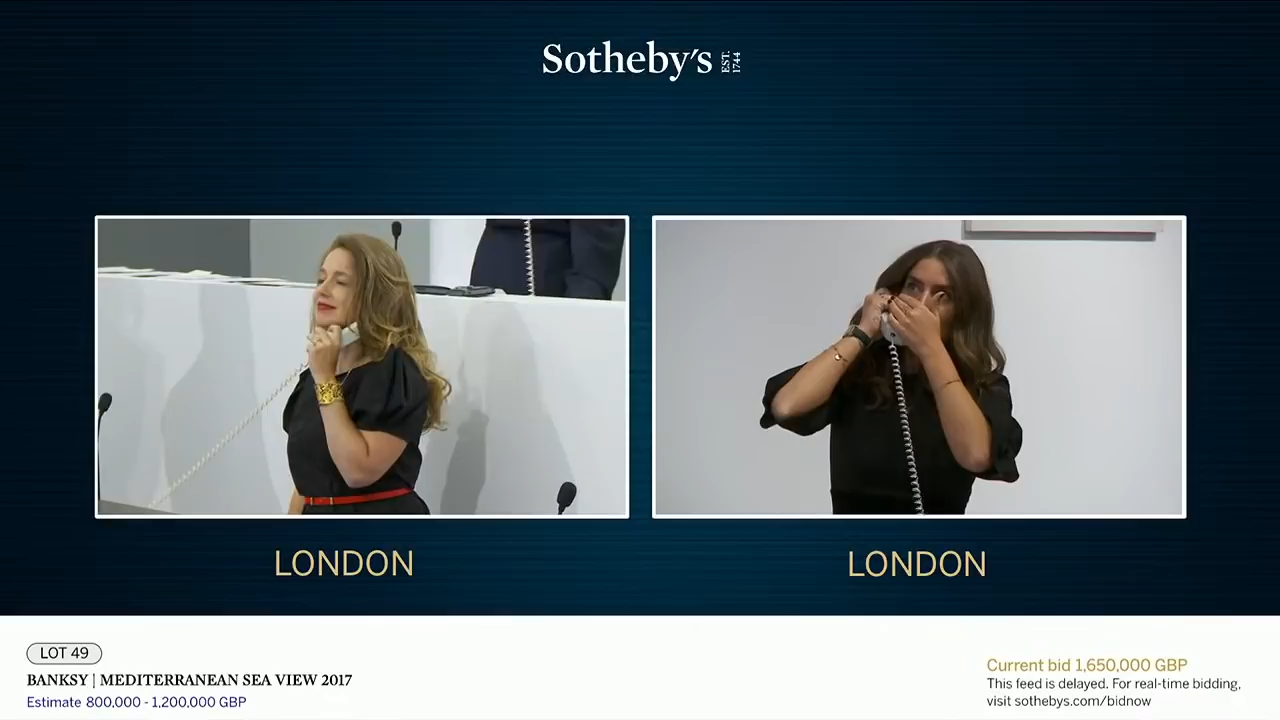 Sotheby's EST. 1744
LONDON
LONDON
LOT 49
BANKSY | MEDITERRANEAN SEA VIEW 2017
Estimate 800,000 - 1,200,000 GBP
Current bid 1,650,000 GBP
This feed is delayed. For real-time bidding,
visit sothebys.com/bidnow